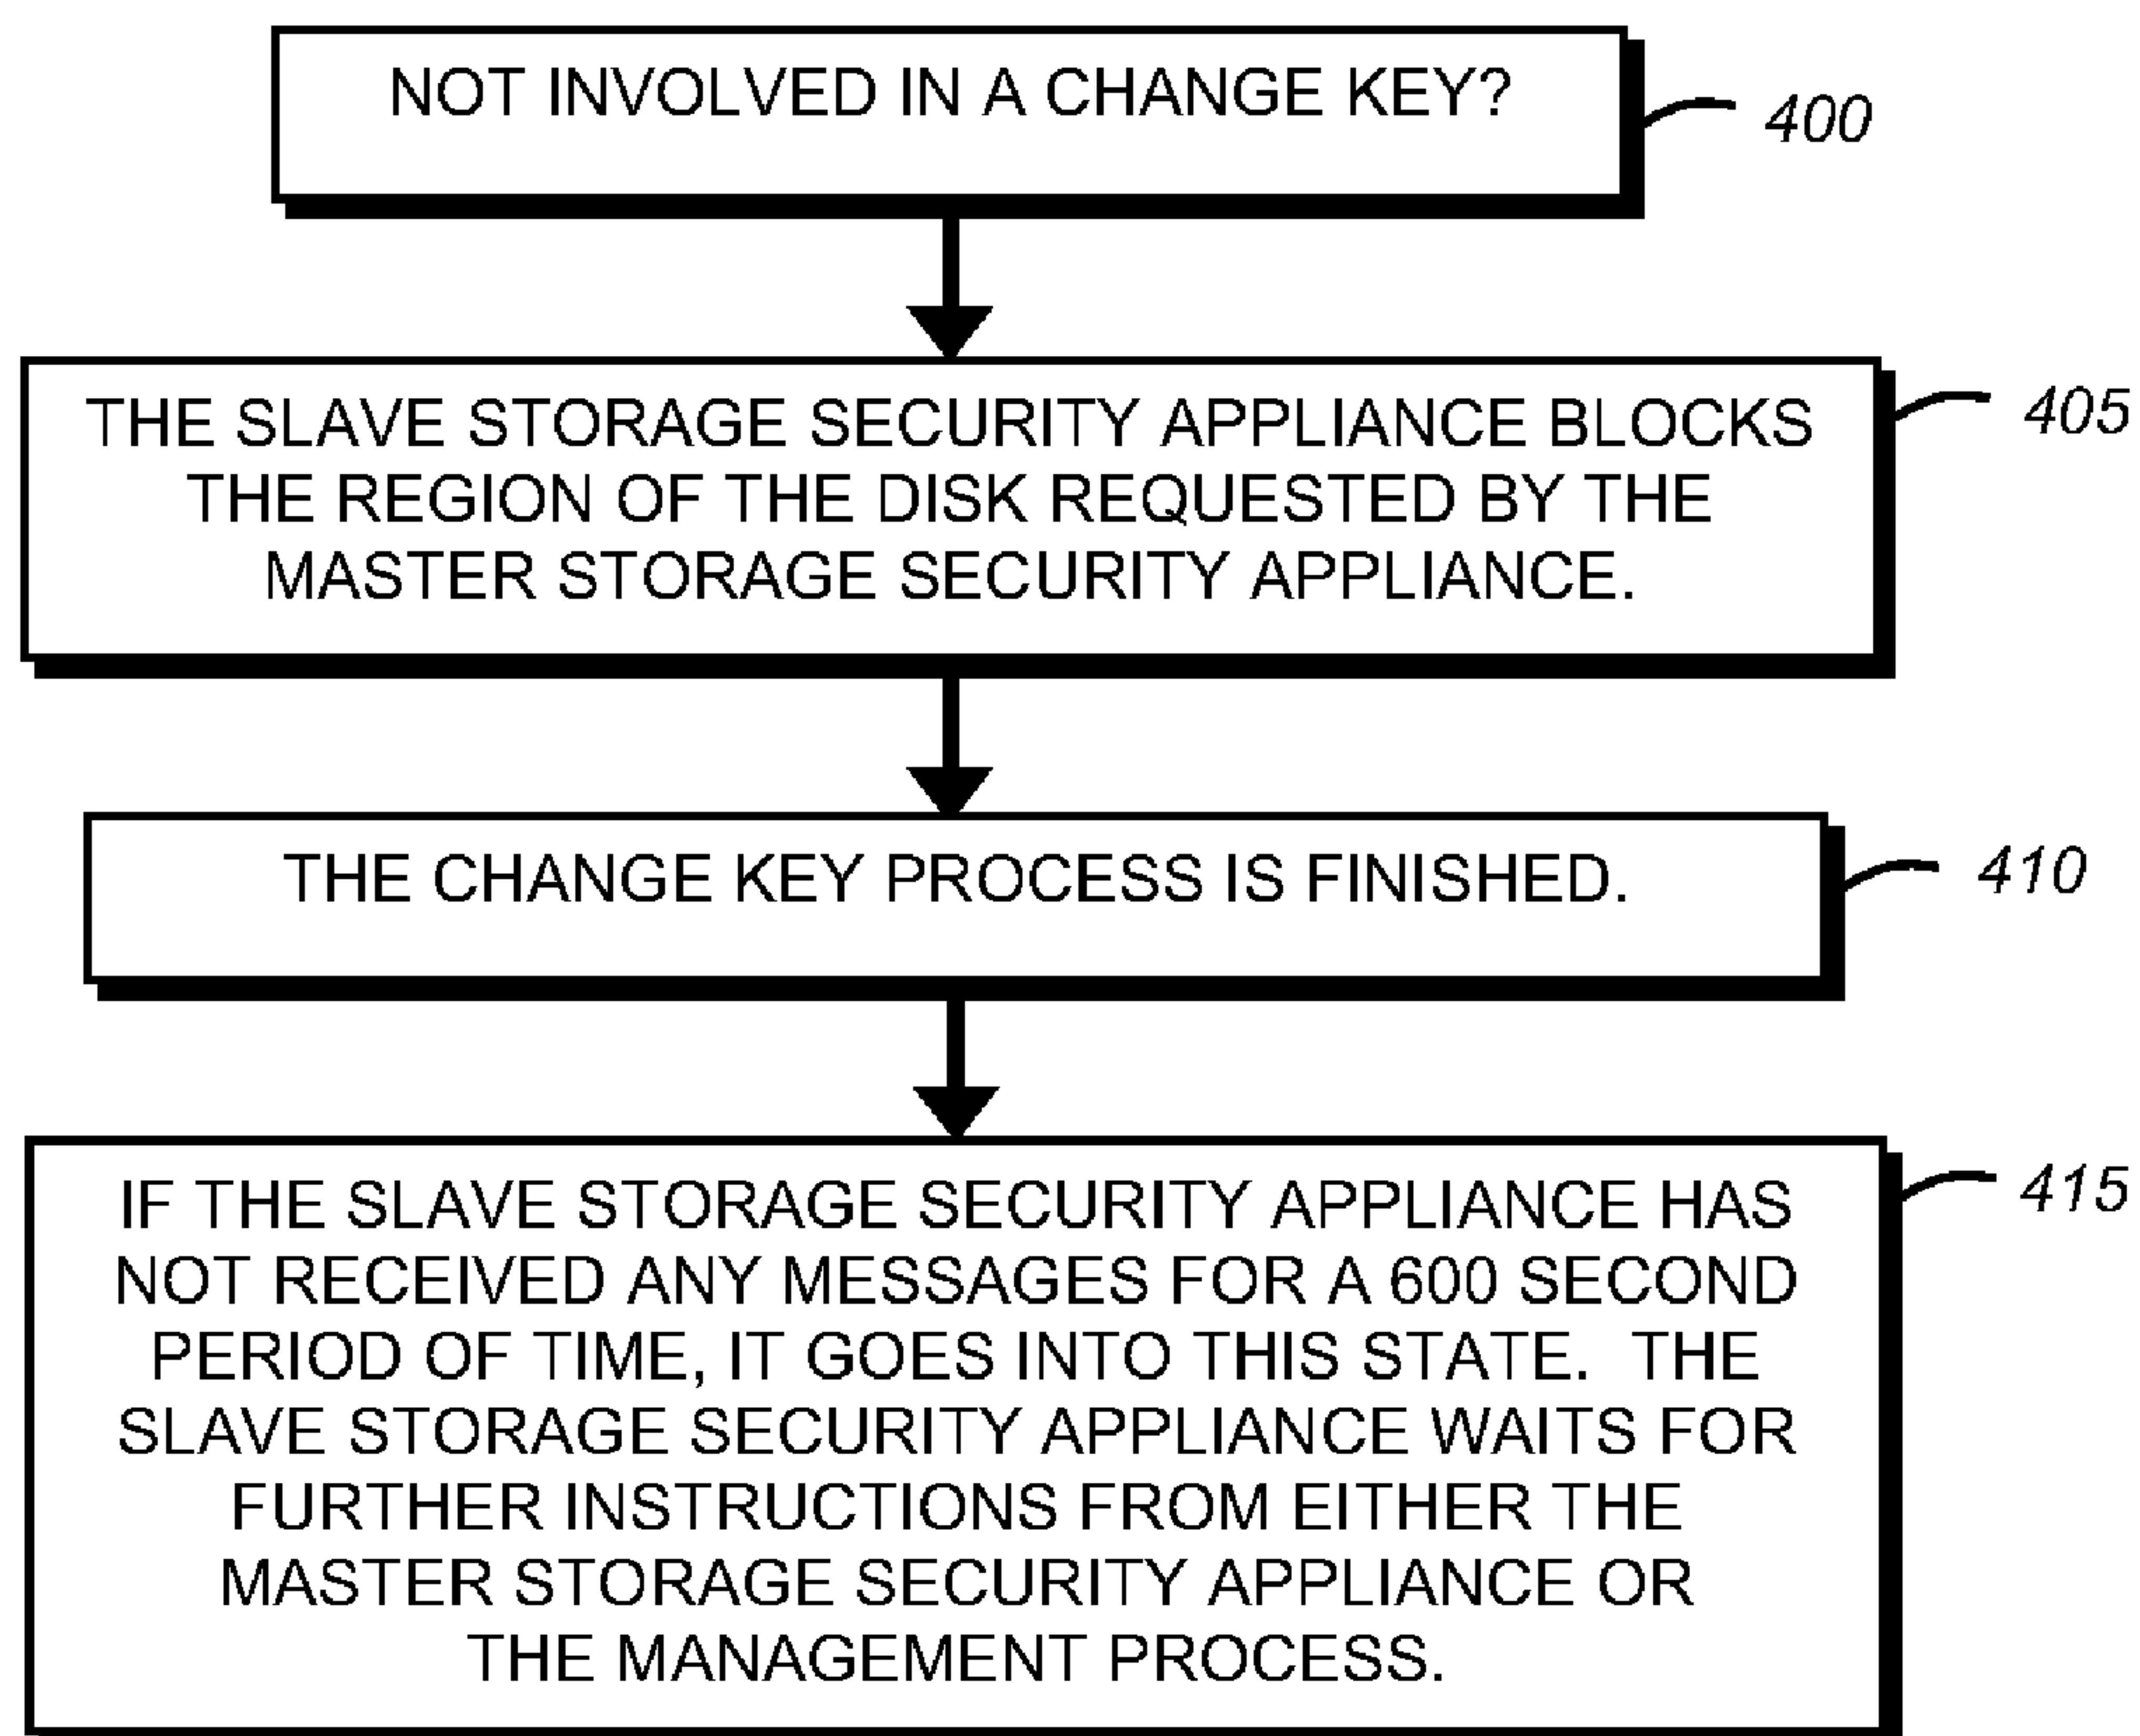 NOT INVOLVED IN A CHANGE KEY?
400
THE SLAVE STORAGE SECURITY APPLIANCE BLOCKS
THE REGION OF THE DISK REQUESTED BY THE
MASTER STORAGE SECURITY APPLIANCE.
405
THE CHANGE KEY PROCESS IS FINISHED.
410
IF THE SLAVE STORAGE SECURITY APPLIANCE HAS
NOT RECEIVED ANY MESSAGES FOR A 600 SECOND
PERIOD OF TIME, IT GOES INTO THIS STATE. THE
SLAVE STORAGE SECURITY APPLIANCE WAITS FOR
FURTHER INSTRUCTIONS FROM EITHER THE
MASTER STORAGE SECURITY APPLIANCE OR
THE MANAGEMENT PROCESS.
415